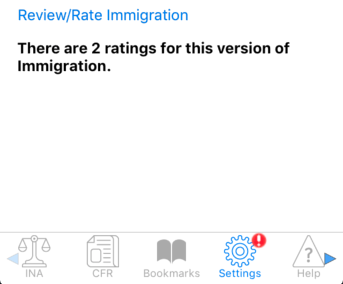 Review/Rate Immigration
There are 2 ratings for this version of
Immigration.
INA CFR Bookmarks Settings Help